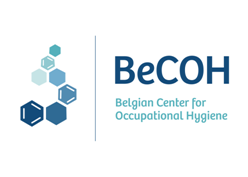 BeCOH
Belgian Center for
Occupational Hygiene